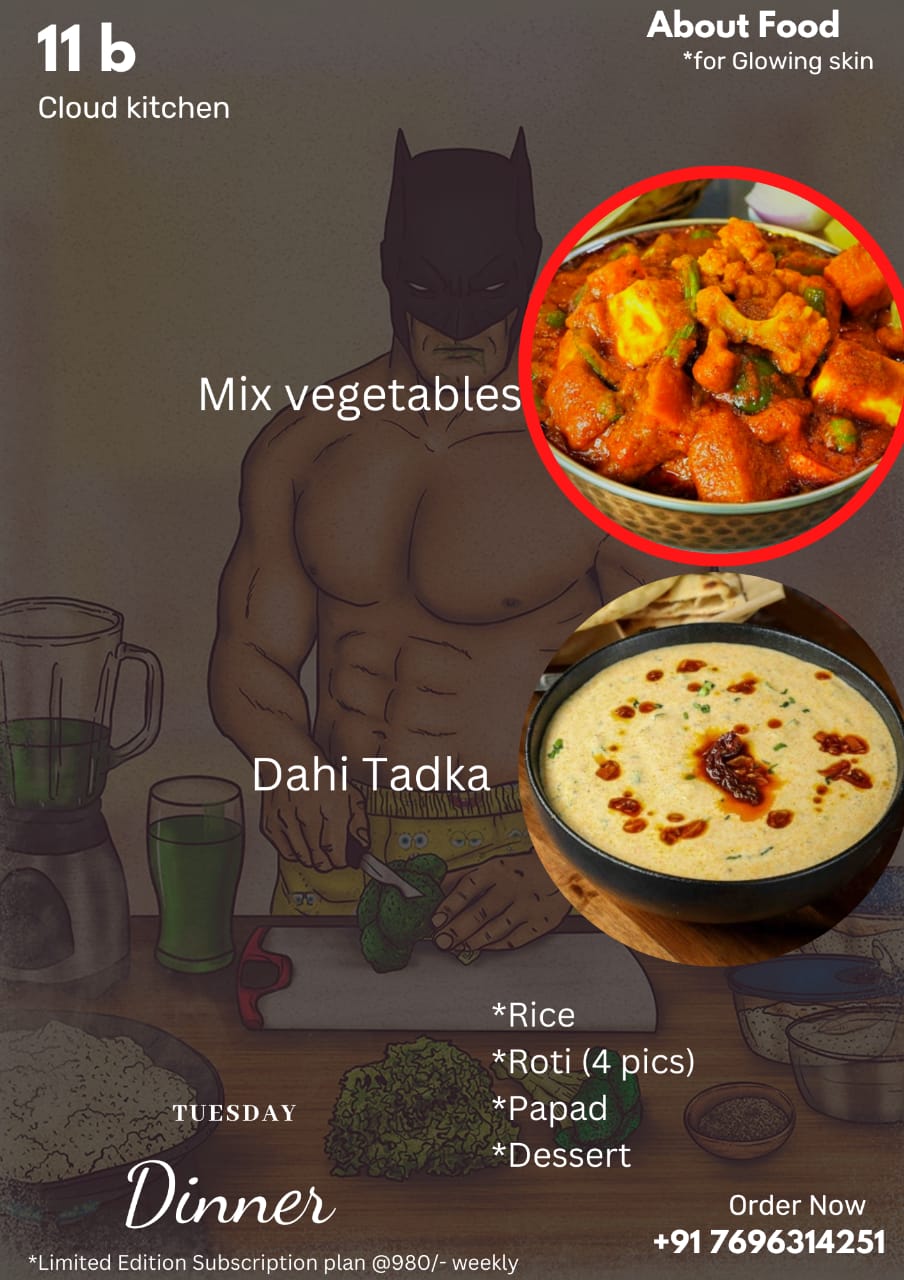 11 b
Cloud kitchen
About Food
*for Glowing skin
Mix vegetables
Dahi Tadka
*Rice
*Roti (4 pics)
*Papad
*Dessert
TUESDAY
Dinner
*Limited Edition Subscription plan @980/- weekly
Order Now
+91 7696314251